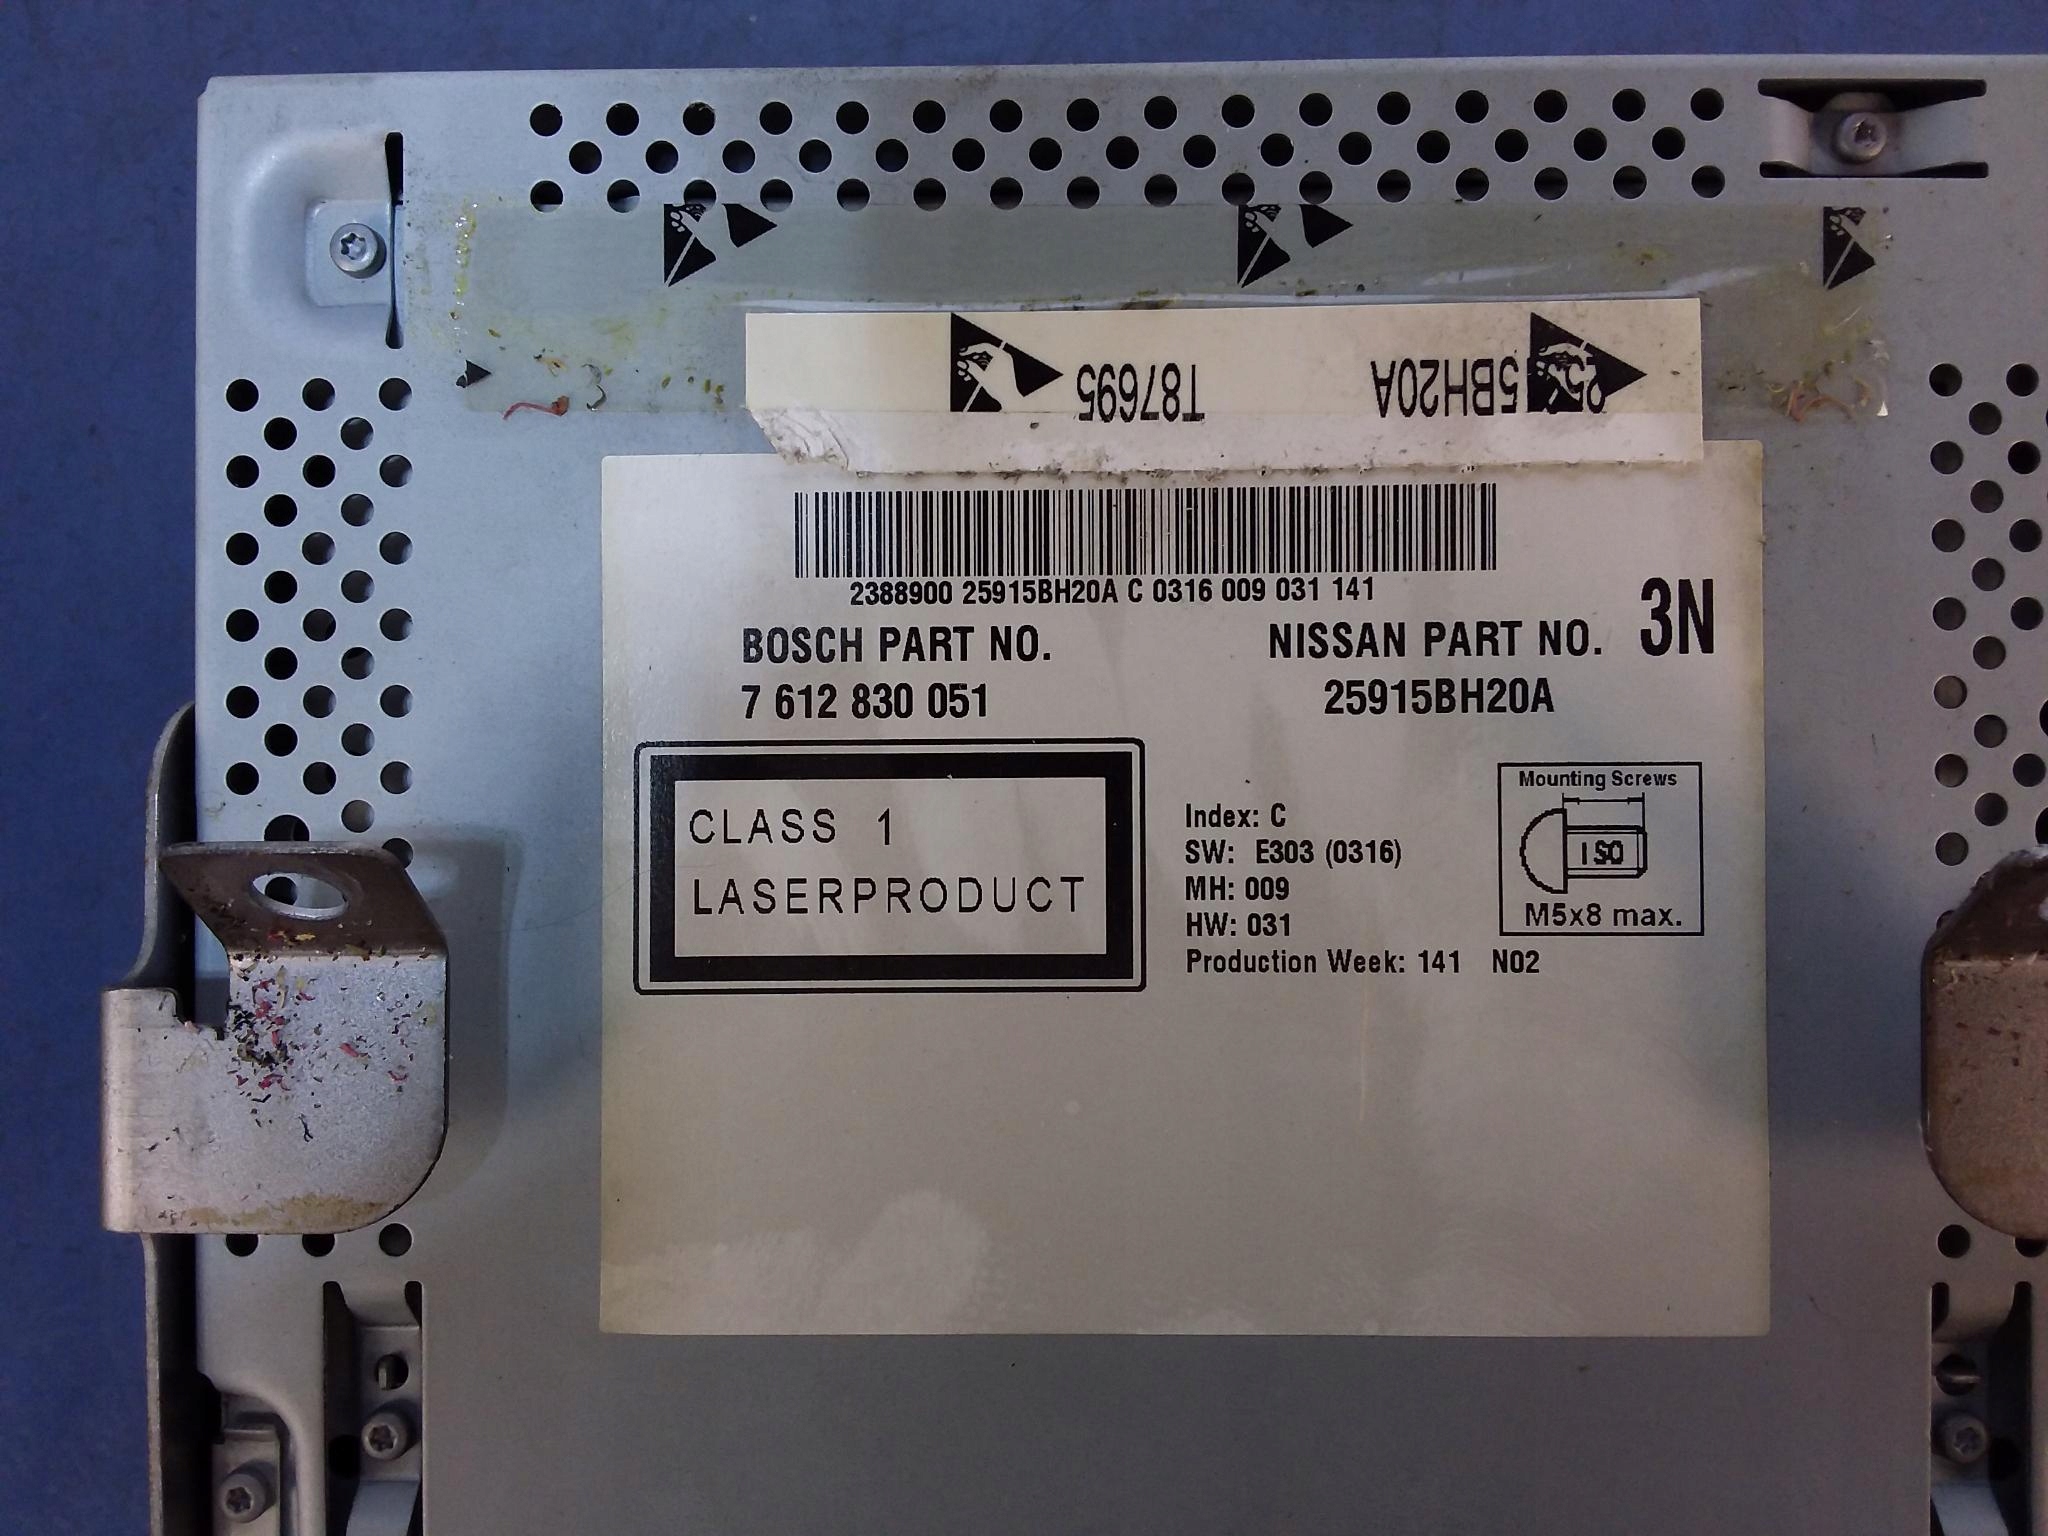 T87695
5BH20A
2388900 25915BH20A C 0316 009 031 141
BOSCH PART NO.
7 612 830 051
NISSAN PART NO.
25915BH20A
3N
CLASS 1
LASERPRODUCT
Index: C
SW: E303 (0316)
MH: 009
HW: 031
Production Week: 141 N02
Mounting Screws
ISO
M5x8 max.